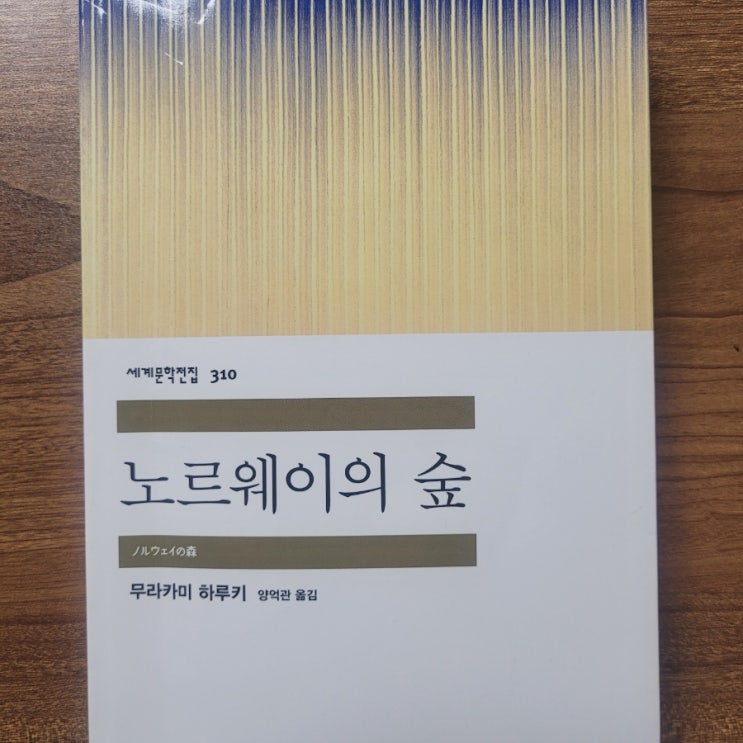 세계문학전집 310
노르웨이의 숲
ノルウェイの森
무라카미 하루키 양억관 옮김